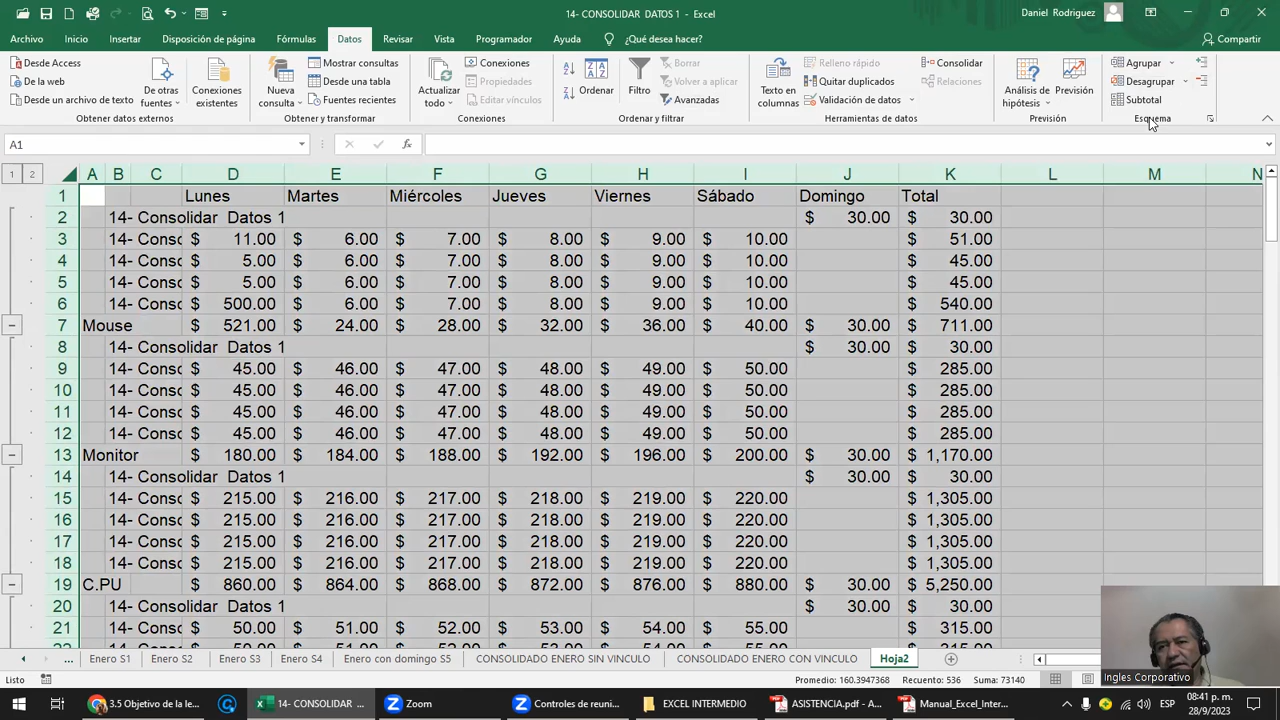 14- CONSOLIDAR DATOS 1 - Excel
Daniel Rodriguez
Archivo Inicio Insertar Disposición de página Fórmulas Datos Revisar Vista Programador Ayuda ¿Qué desea hacer? Compartir
Desde Access
De la web
Desde un archivo de texto
De otras fuentes
Conexiones existentes
Obtener datos externos
Nueva consulta
Mostrar consultas
Desde una tabla
Fuentes recientes
Obtener y transformar
Actualizar todo
Conexiones
Propiedades
Editar vínculos
Conexiones
Ordenar
Filtro
Borrar
Volver a aplicar
Avanzadas
Ordenar y filtrar
Texto en columnas
Relleno rápido
Quitar duplicados
Validación de datos
Consolidar
Relaciones
Herramientas de datos
Análisis de hipótesis
Previsión
Previsión
Agrupar
Desagrupar
Subtotal
Esquema
A1
1 2 A B C D E F G H I J K L M N
1 Lunes Martes Miércoles Jueves Viernes Sábado Domingo Total
2 14- Consolidar Datos 1 $ 30.00 $ 30.00
3 14- Consc $ 11.00 $ 6.00 $ 7.00 $ 8.00 $ 9.00 $ 10.00 $ 51.00
4 14- Consc $ 5.00 $ 6.00 $ 7.00 $ 8.00 $ 9.00 $ 10.00 $ 45.00
5 14- Consc $ 5.00 $ 6.00 $ 7.00 $ 8.00 $ 9.00 $ 10.00 $ 45.00
6 14- Consc $ 500.00 $ 6.00 $ 7.00 $ 8.00 $ 9.00 $ 10.00 $ 540.00
7 Mouse $ 521.00 $ 24.00 $ 28.00 $ 32.00 $ 36.00 $ 40.00 $ 30.00 $ 711.00
8 14- Consolidar Datos 1 $ 30.00 $ 30.00
9 14- Consc $ 45.00 $ 46.00 $ 47.00 $ 48.00 $ 49.00 $ 50.00 $ 285.00
10 14- Consc $ 45.00 $ 46.00 $ 47.00 $ 48.00 $ 49.00 $ 50.00 $ 285.00
11 14- Consc $ 45.00 $ 46.00 $ 47.00 $ 48.00 $ 49.00 $ 50.00 $ 285.00
12 14- Consc $ 45.00 $ 46.00 $ 47.00 $ 48.00 $ 49.00 $ 50.00 $ 285.00
13 Monitor $ 180.00 $ 184.00 $ 188.00 $ 192.00 $ 196.00 $ 200.00 $ 30.00 $ 1,170.00
14 14- Consolidar Datos 1 $ 30.00 $ 30.00
15 14- Consc $ 215.00 $ 216.00 $ 217.00 $ 218.00 $ 219.00 $ 220.00 $ 1,305.00
16 14- Consc $ 215.00 $ 216.00 $ 217.00 $ 218.00 $ 219.00 $ 220.00 $ 1,305.00
17 14- Consc $ 215.00 $ 216.00 $ 217.00 $ 218.00 $ 219.00 $ 220.00 $ 1,305.00
18 14- Consc $ 215.00 $ 216.00 $ 217.00 $ 218.00 $ 219.00 $ 220.00 $ 1,305.00
19 C.PU $ 860.00 $ 864.00 $ 868.00 $ 872.00 $ 876.00 $ 880.00 $ 30.00 $ 5,250.00
20 14- Consolidar Datos 1 $ 30.00 $ 30.00
21 14- Consc $ 50.00 $ 51.00 $ 52.00 $ 53.00 $ 54.00 $ 55.00 $ 315.00
Ingles Corporativo
... Enero S1 Enero S2 Enero S3 Enero S4 Enero con domingo S5 CONSOLIDADO ENERO SIN VINCULO CONSOLIDADO ENERO CON VINCULO Hoja2
Listo Promedio: 160.3947368 Recuento: 536 Suma: 73140
3.5 Objetivo de la le... 14- CONSOLIDAR ... Zoom Controles de reuni... EXCEL INTERMEDIO ASISTENCIA.pdf - A... Manual_Excel_Inter... ESP 08:41 p. m.
28/9/2023